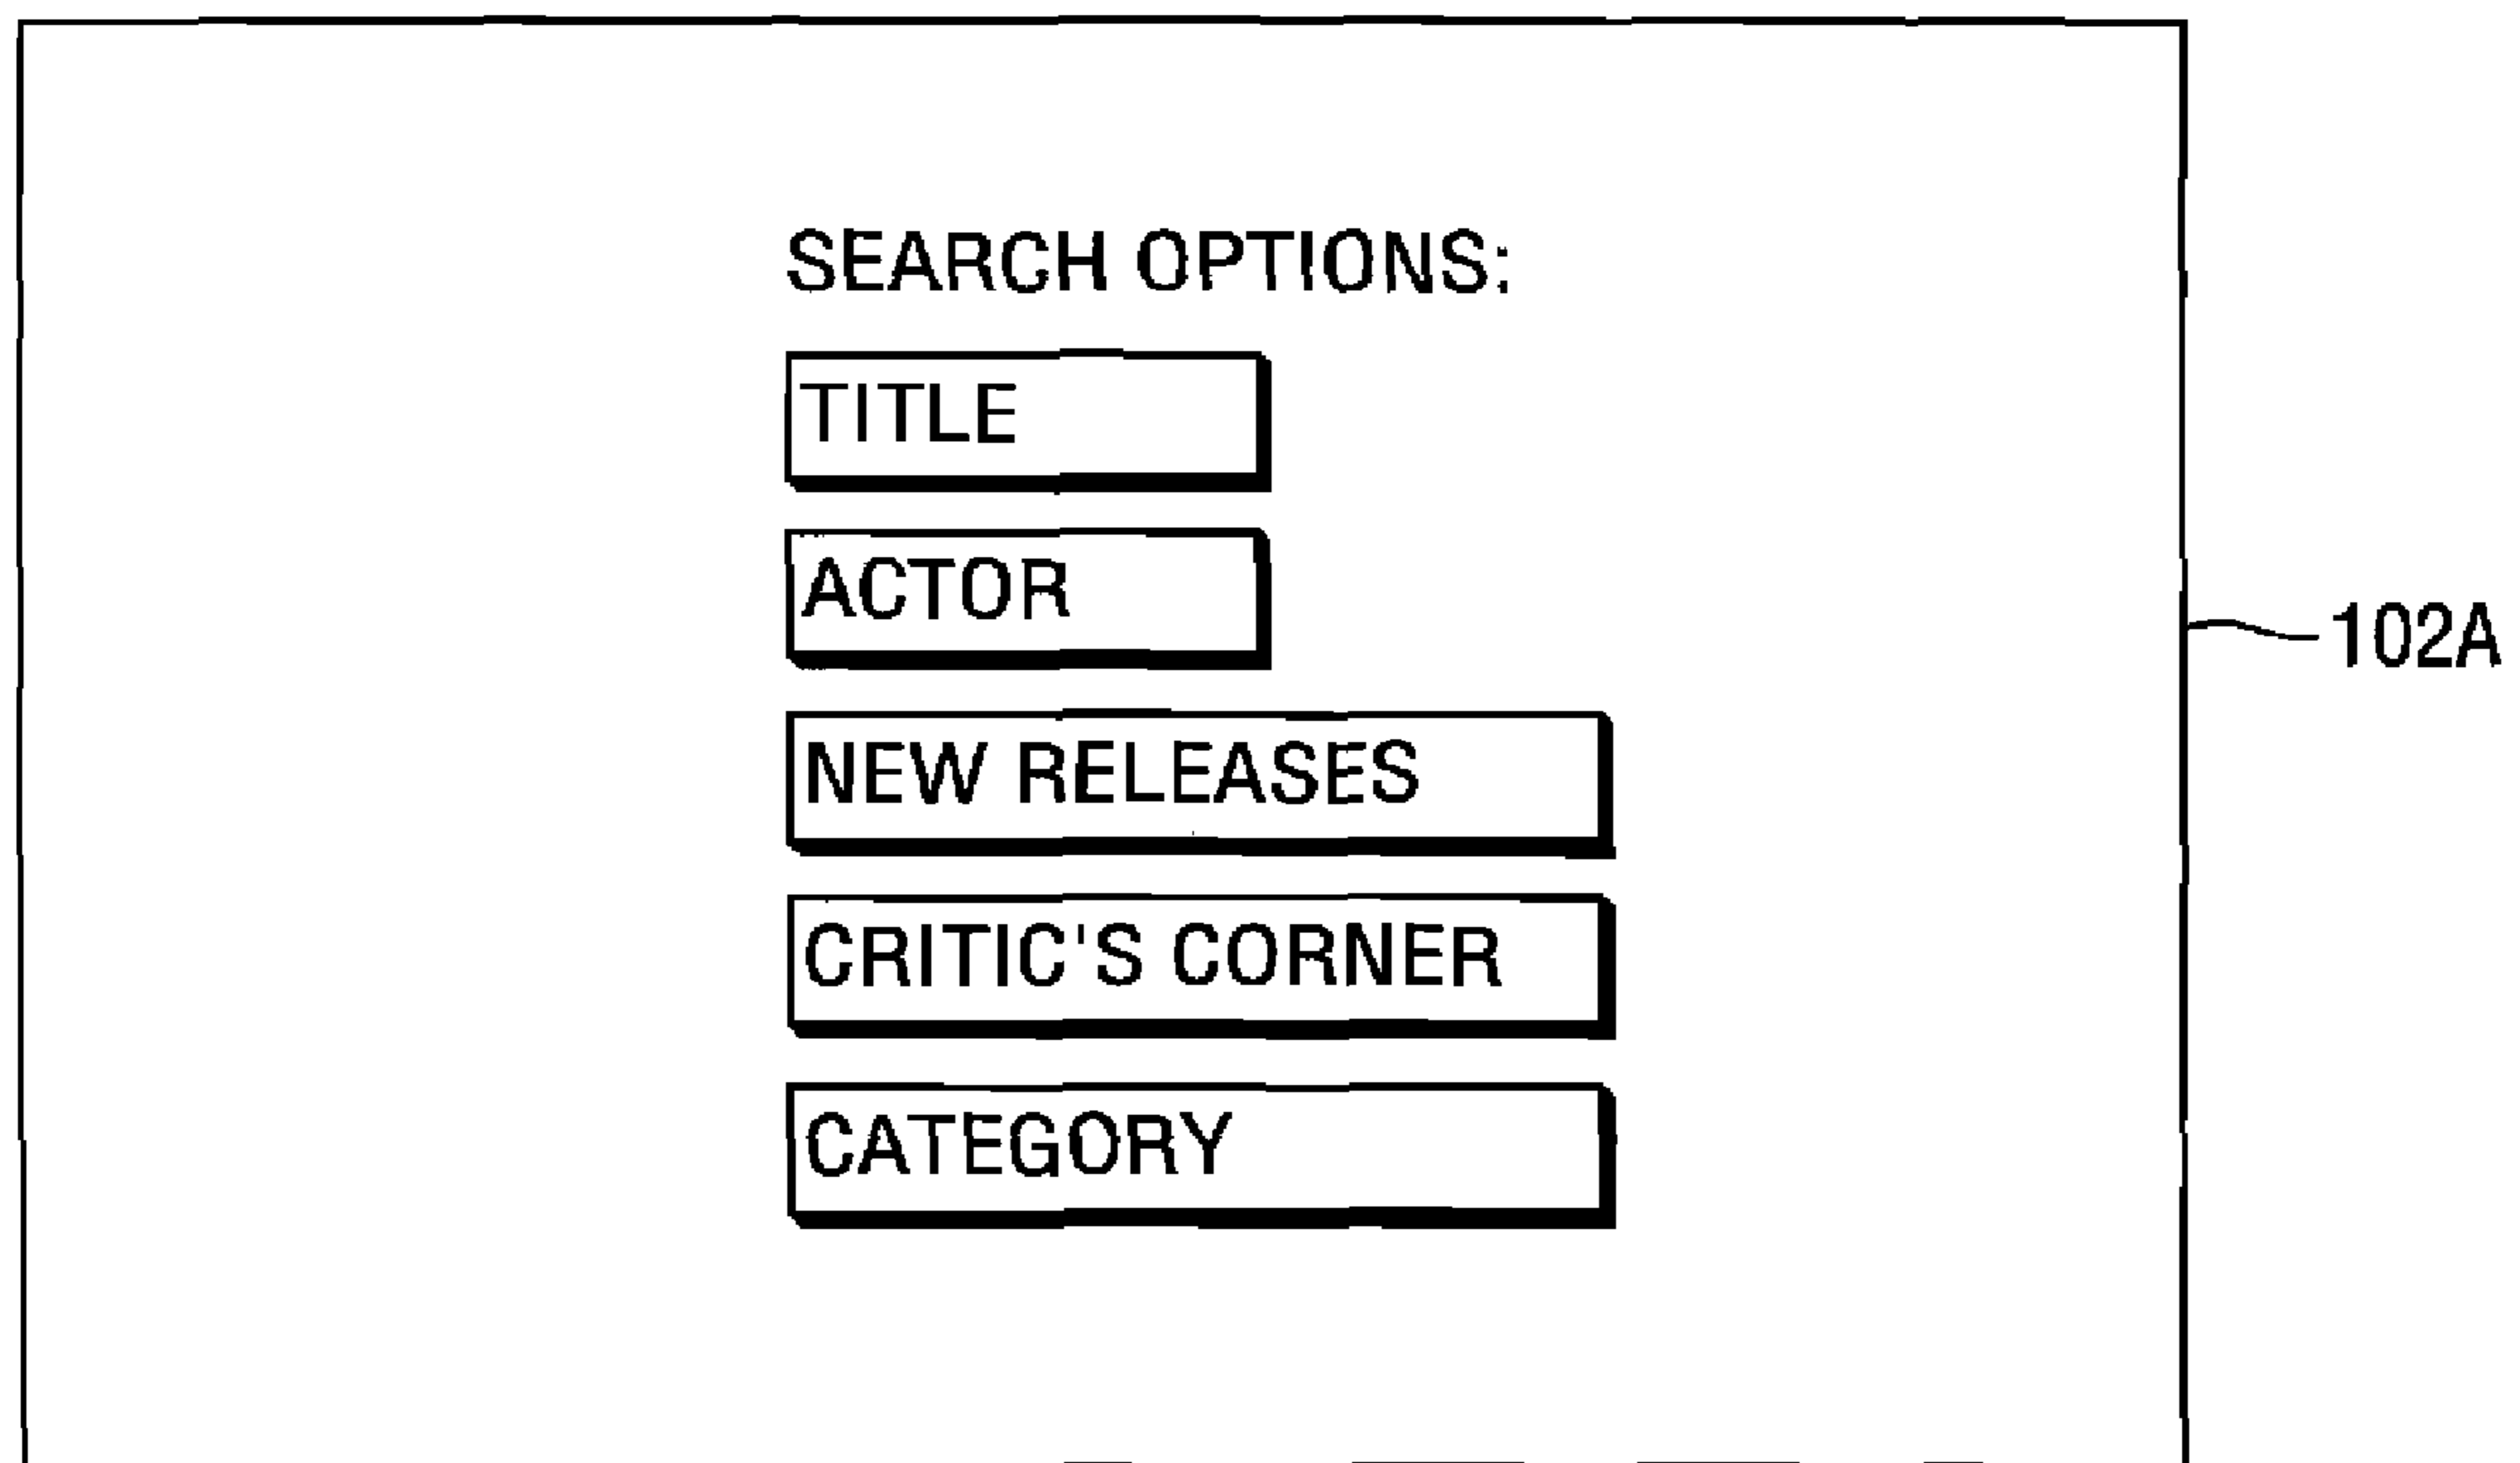 SEARCH OPTIONS:
TITLE
ACTOR
102A
NEW RELEASES
CRITIC'S CORNER
CATEGORY